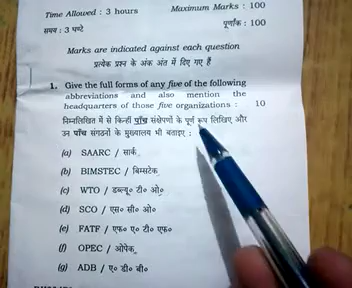 Time Allowed : 3 hours Maximum Marks : 100
समय : 3 घण्टे पूर्णांक : 100
Marks are indicated against each question
प्रत्येक प्रश्न के अंक अंत में दिए गए हैं
1. Give the full forms of any five of the following
abbreviations and also mention the
headquarters of those five organizations : 10
निम्नलिखित में से किन्हीं पाँच संक्षेपणों के पूर्ण रूप लिखिए और
उन पाँच संगठनों के मुख्यालय भी बताइए :
(a) SAARC / सार्क
(b) BIMSTEC / बिम्सटेक
(c) WTO / डब्ल्यू० टी० ओ०
(d) SCO / एस० सी० ओ०
(e) FATF / एफ० ए० टी० एफ०
(f) OPEC / ओपेक
(g) ADB / ए० डी० बी०